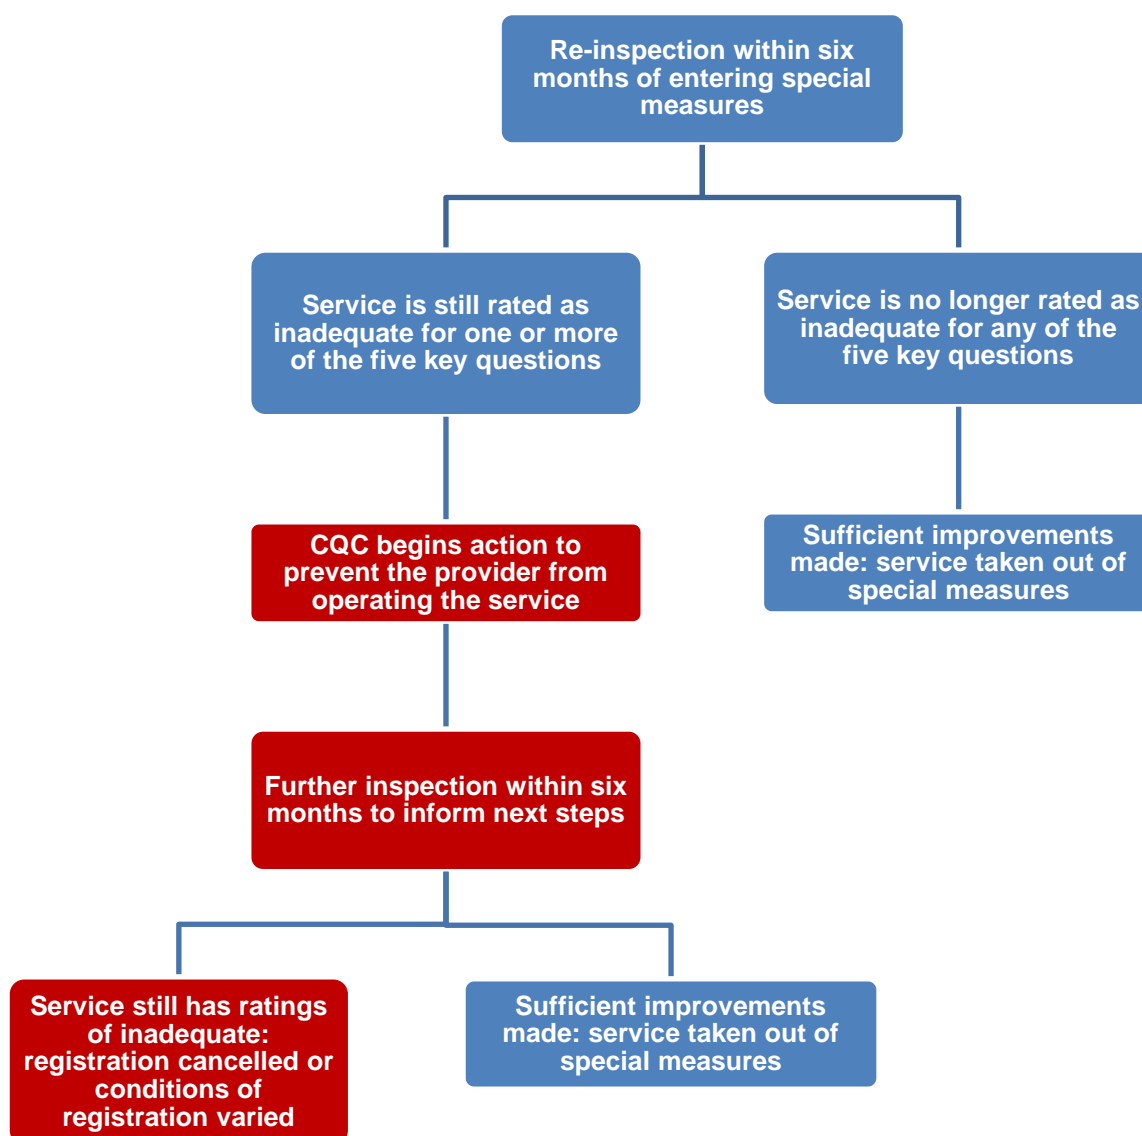 Re-inspection within six
months of entering special
measures
Service is still rated as
inadequate for one or more
of the five key questions
Service is no longer rated as
inadequate for any of the
five key questions
CQC begins action to
prevent the provider from
operating the service
Sufficient improvements
made: service taken out of
special measures
Further inspection within six
months to inform next steps
Service still has ratings
of inadequate:
registration cancelled or
conditions of
registration varied
Sufficient improvements
made: service taken out of
special measures